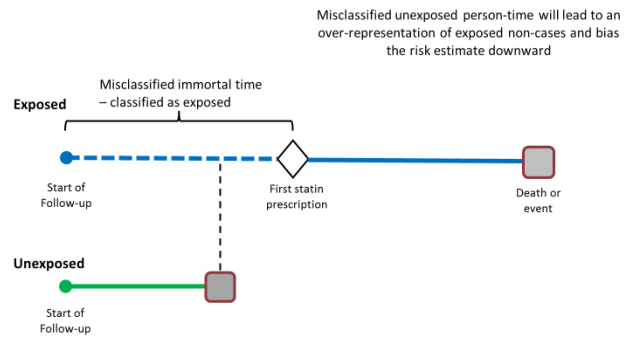 Misclassified unexposed person-time will lead to an
over-representation of exposed non-cases and bias
the risk estimate downward
Misclassified immortal time
– classified as exposed
Exposed
Start of
Follow-up
First statin
prescription
Death or
event
Unexposed
Start of
Follow-up